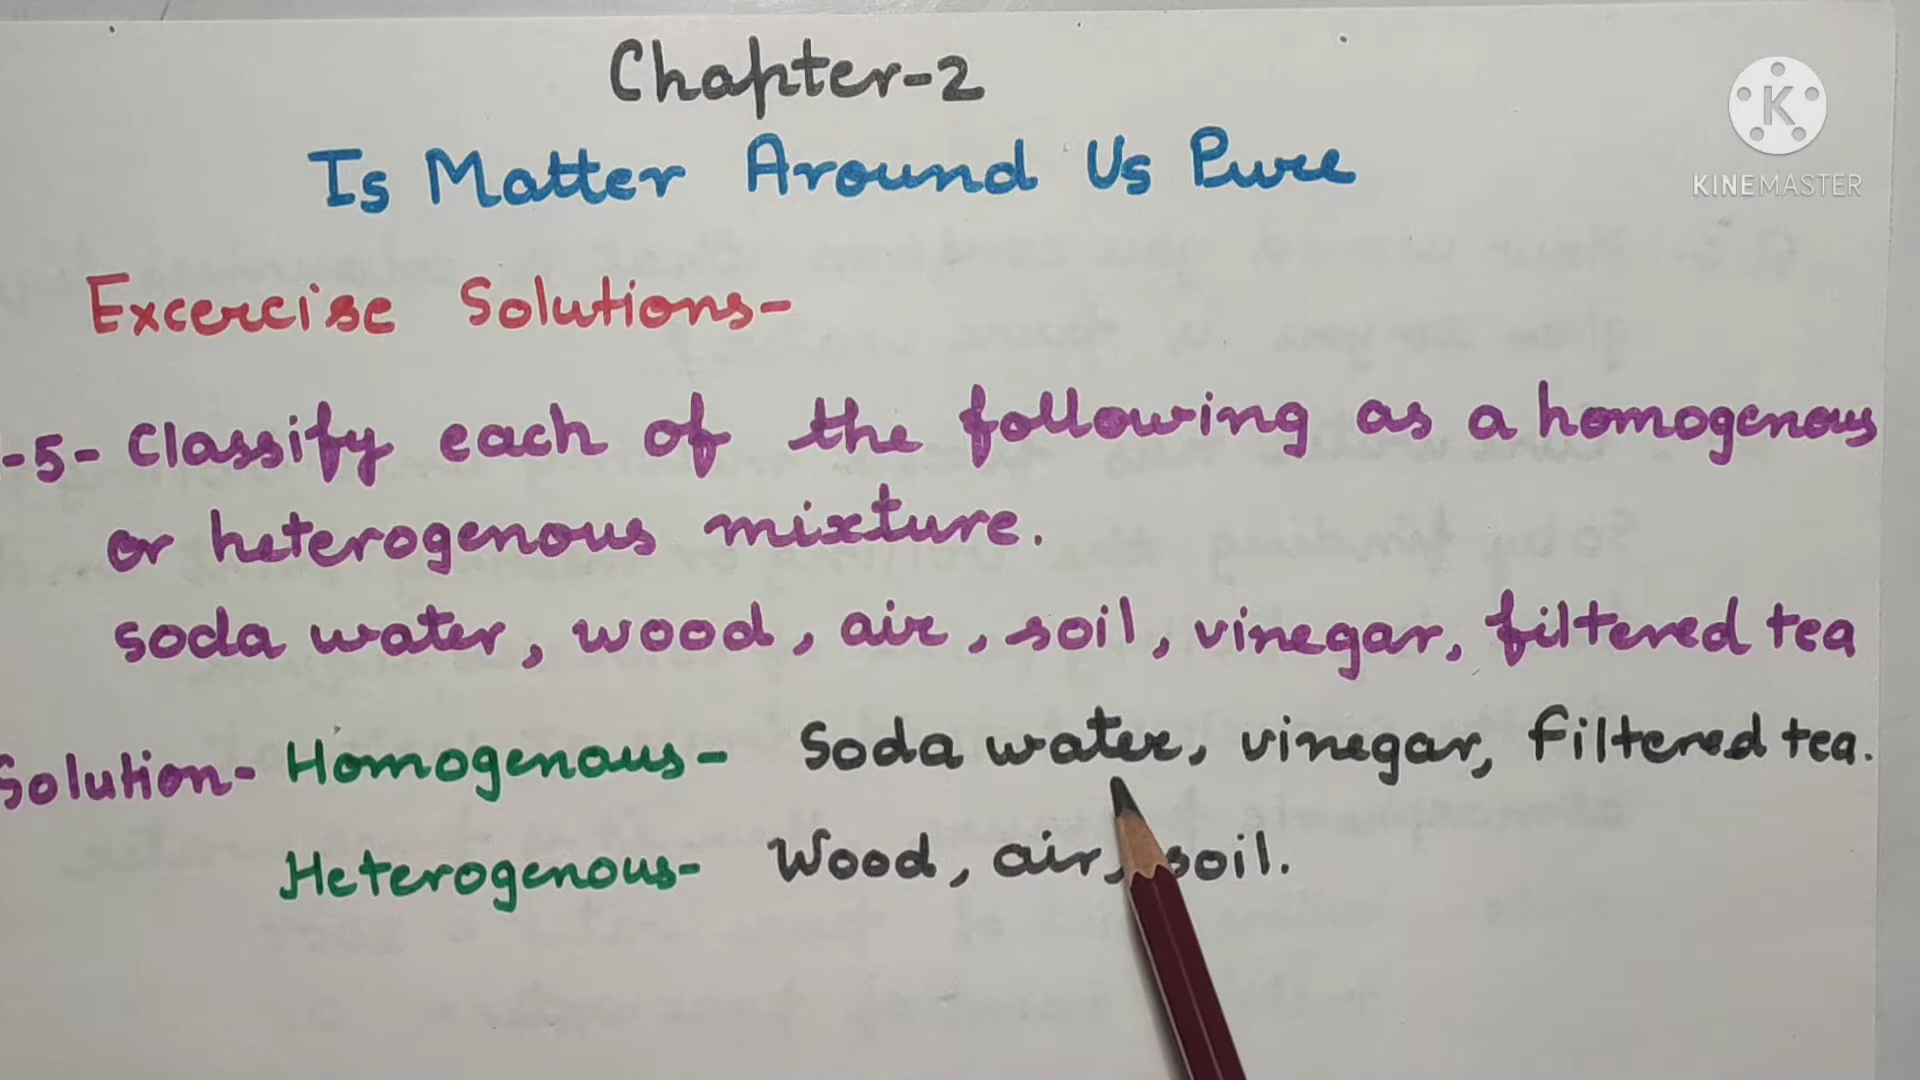 Chapter-2
K
KINEMASTER
Is Matter Around Us Pure
Excercise Solutions-
-5- Classify each of the following as a homogenous
or heterogenous mixture.
soda water, wood, air, soil, vinegar, filtered tea
Solution- Homogenous- Soda water, vinegar, Filtered tea.
Heterogenous- Wood, air, soil.